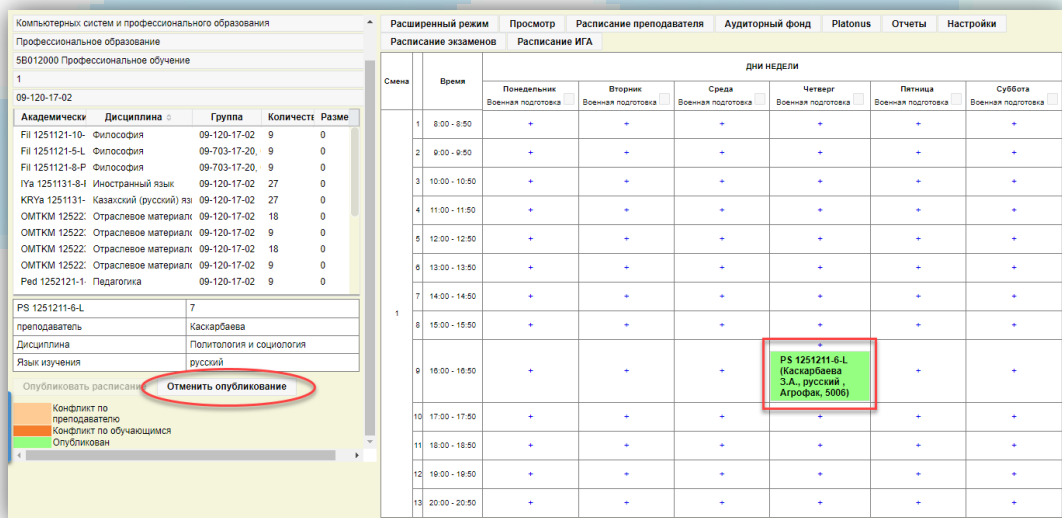 Компьютерных систем и профессионального образования
Профессиональное образование
5В012000 Профессиональное обучение
1
09-120-17-02
Академически Дисциплина Группа Количеств Разме
Fil 1251121-10- Философия 09-120-17-02 9 0
Fil 1251121-5-L Философия 09-703-17-20, 9 0
Fil 1251121-8-P Философия 09-703-17-20, 9 0
IYa 1251131-8-I Иностранный язык 09-120-17-02 27 0
KRYa 1251131- Казахский (русский) яз 09-120-17-02 27 0
OMTKM 12522 Отраслевое материал 09-120-17-02 18 0
OMTKM 12522 Отраслевое материал 09-120-17-02 9 0
OMTKM 12522 Отраслевое материал 09-120-17-02 18 0
OMTKM 12522 Отраслевое материал 09-120-17-02 9 0
Ped 1252121-1- Педагогика 09-120-17-02 9 0
PS 1251211-6-L 7
преподаватель Каскарбаева
Дисциплина Политология и социология
Язык изучения русский
Опубликовать расписание Отменить опубликование
Конфликт по
преподавателю
Конфликт по обучающимся
Опубликован
Расширенный режим Просмотр Расписание преподавателя Аудиторный фонд Platonus Отчеты Настройки
Расписание экзаменов Расписание ИГА
Смена Время ДНИ НЕДЕЛИ
Понедельник Вторник Среда Четверг Пятница Суббота
Военная подготовка Военная подготовка Военная подготовка Военная подготовка Военная подготовка Военная подготовка
1
1 8:00 - 8:50 + + + + + +
2 9:00 - 9:50 + + + + + +
3 10:00 - 10:50 + + + + + +
4 11:00 - 11:50 + + + + + +
5 12:00 - 12:50 + + + + + +
6 13:00 - 13:50 + + + + + +
7 14:00 - 14:50 + + + + + +
8 15:00 - 15:50 + + + + + +
9 16:00 - 16:50 + + + + + +
PS 1251211-6-L
(Каскарбаева
З.А., русский ,
Агрофак, 5006)
10 17:00 - 17:50 + + + + + +
11 18:00 - 18:50 + + + + + +
12 19:00 - 19:50 + + + + + +
13 20:00 - 20:50 + + + + + +